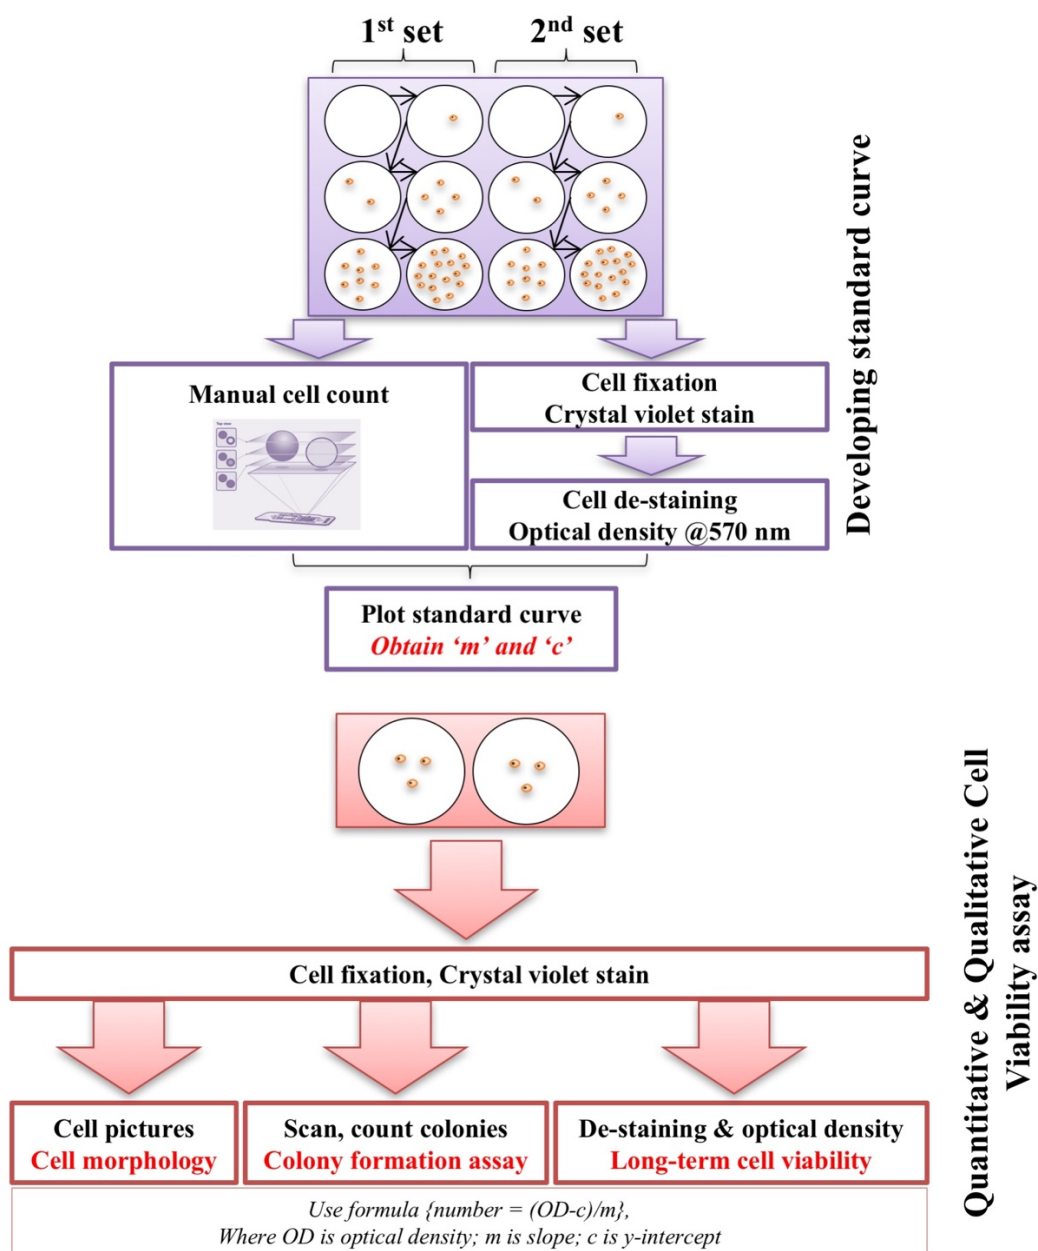 1st set
2nd set
Developing standard curve
Manual cell count
Top view
Cell fixation
Crystal violet stain
Cell de-staining
Optical density @570 nm
Plot standard curve
Obtain ‘m’ and ‘c’
Quantitative & Qualitative Cell
Viability assay
Cell fixation, Crystal violet stain
Cell pictures
Cell morphology
Scan, count colonies
Colony formation assay
De-staining & optical density
Long-term cell viability
Use formula {number = (OD-c)/m},
Where OD is optical density; m is slope; c is y-intercept